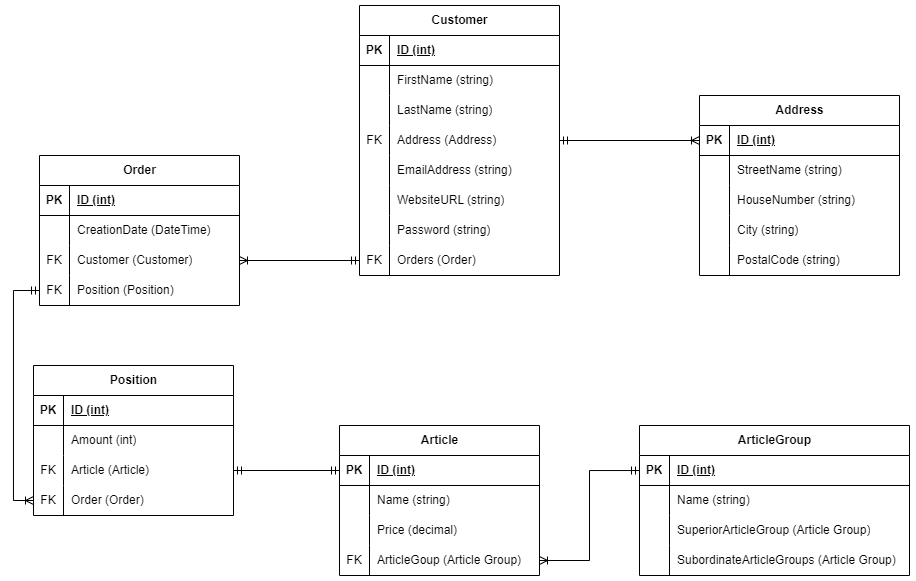 Customer
PK ID (int)
FirstName (string)
LastName (string)
FK Address (Address)
EmailAddress (string)
WebsiteURL (string)
Password (string)
FK Orders (Order)
Address
PK ID (int)
StreetName (string)
HouseNumber (string)
City (string)
PostalCode (string)
Order
PK ID (int)
CreationDate (DateTime)
FK Customer (Customer)
FK Position (Position)
Position
PK ID (int)
Amount (int)
FK Article (Article)
FK Order (Order)
Article
PK ID (int)
Name (string)
Price (decimal)
FK ArticleGoup (Article Group)
ArticleGroup
PK ID (int)
Name (string)
SuperiorArticleGroup (Article Group)
SubordinateArticleGroups (Article Group)